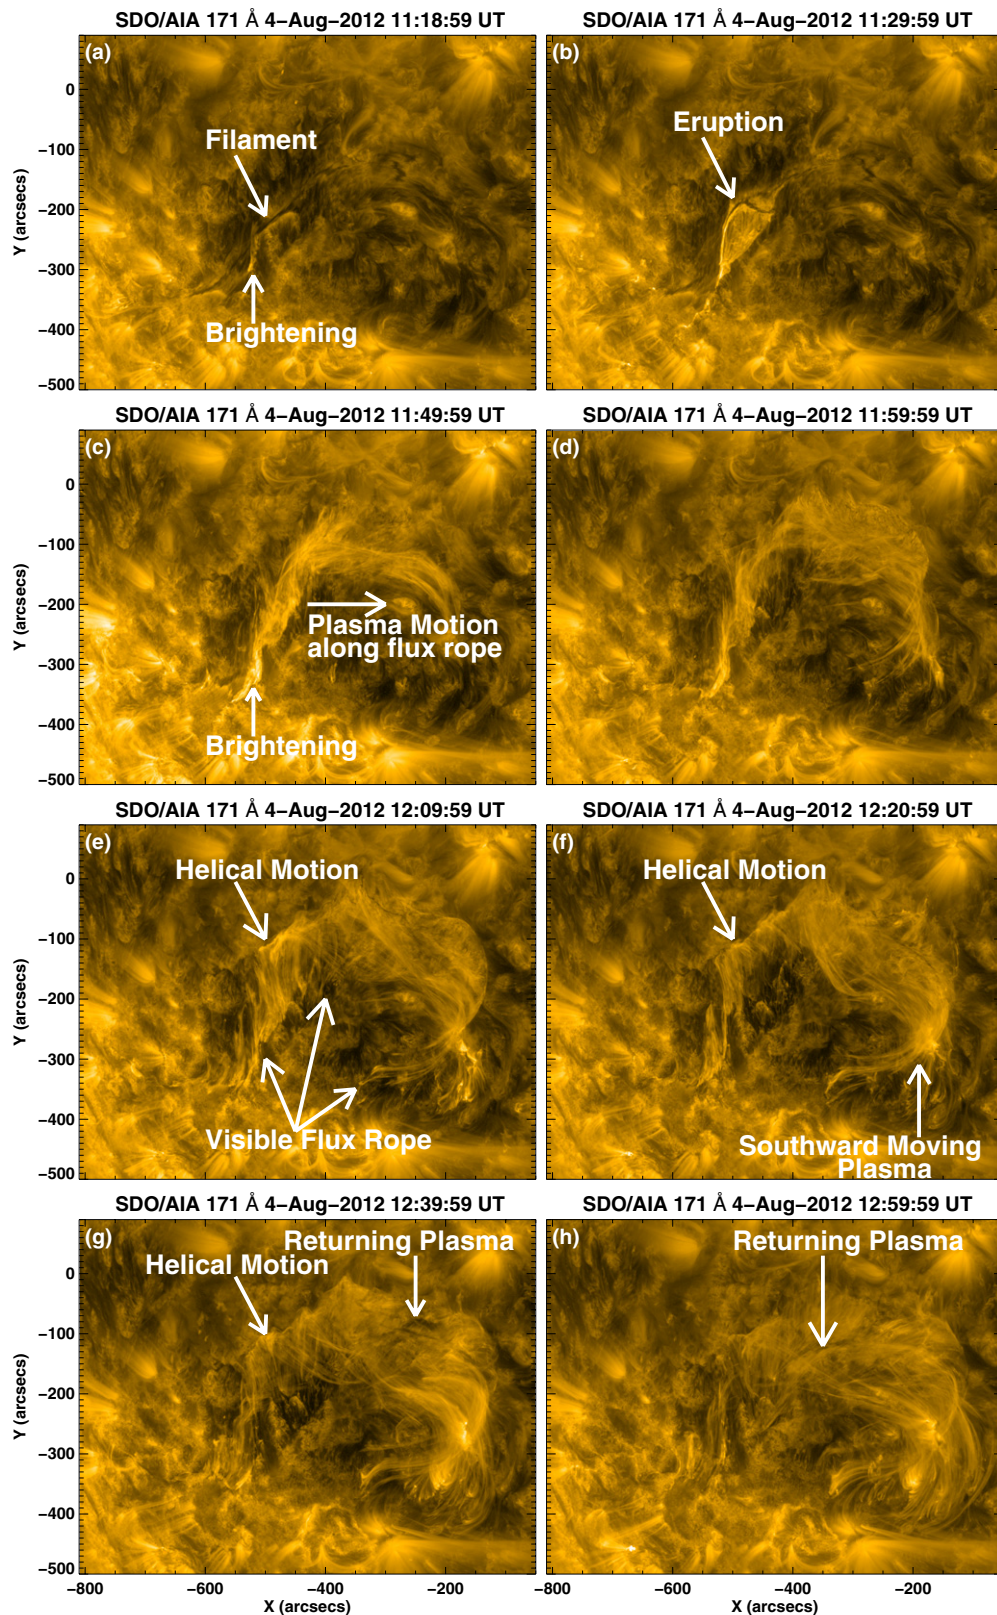 SDO/AIA 171 Å 4-Aug-2012 11:18:59 UT
(a)
Filament
Brightening
0
-100
-200
-300
-400
-500
Y (arcsecs)
SDO/AIA 171 Å 4-Aug-2012 11:29:59 UT
(b)
Eruption
SDO/AIA 171 Å 4-Aug-2012 11:49:59 UT
(c)
Plasma Motion
along flux rope
Brightening
0
-100
-200
-300
-400
-500
Y (arcsecs)
SDO/AIA 171 Å 4-Aug-2012 11:59:59 UT
(d)
SDO/AIA 171 Å 4-Aug-2012 12:09:59 UT
(e)
Helical Motion
Visible Flux Rope
0
-100
-200
-300
-400
-500
Y (arcsecs)
SDO/AIA 171 Å 4-Aug-2012 12:20:59 UT
(f)
Helical Motion
Southward Moving
Plasma
SDO/AIA 171 Å 4-Aug-2012 12:39:59 UT
(g)
Returning Plasma
Helical Motion
0
-100
-200
-300
-400
-500
Y (arcsecs)
-800 -600 -400 -200
X (arcsecs)
SDO/AIA 171 Å 4-Aug-2012 12:59:59 UT
(h)
Returning Plasma
-800 -600 -400 -200
X (arcsecs)